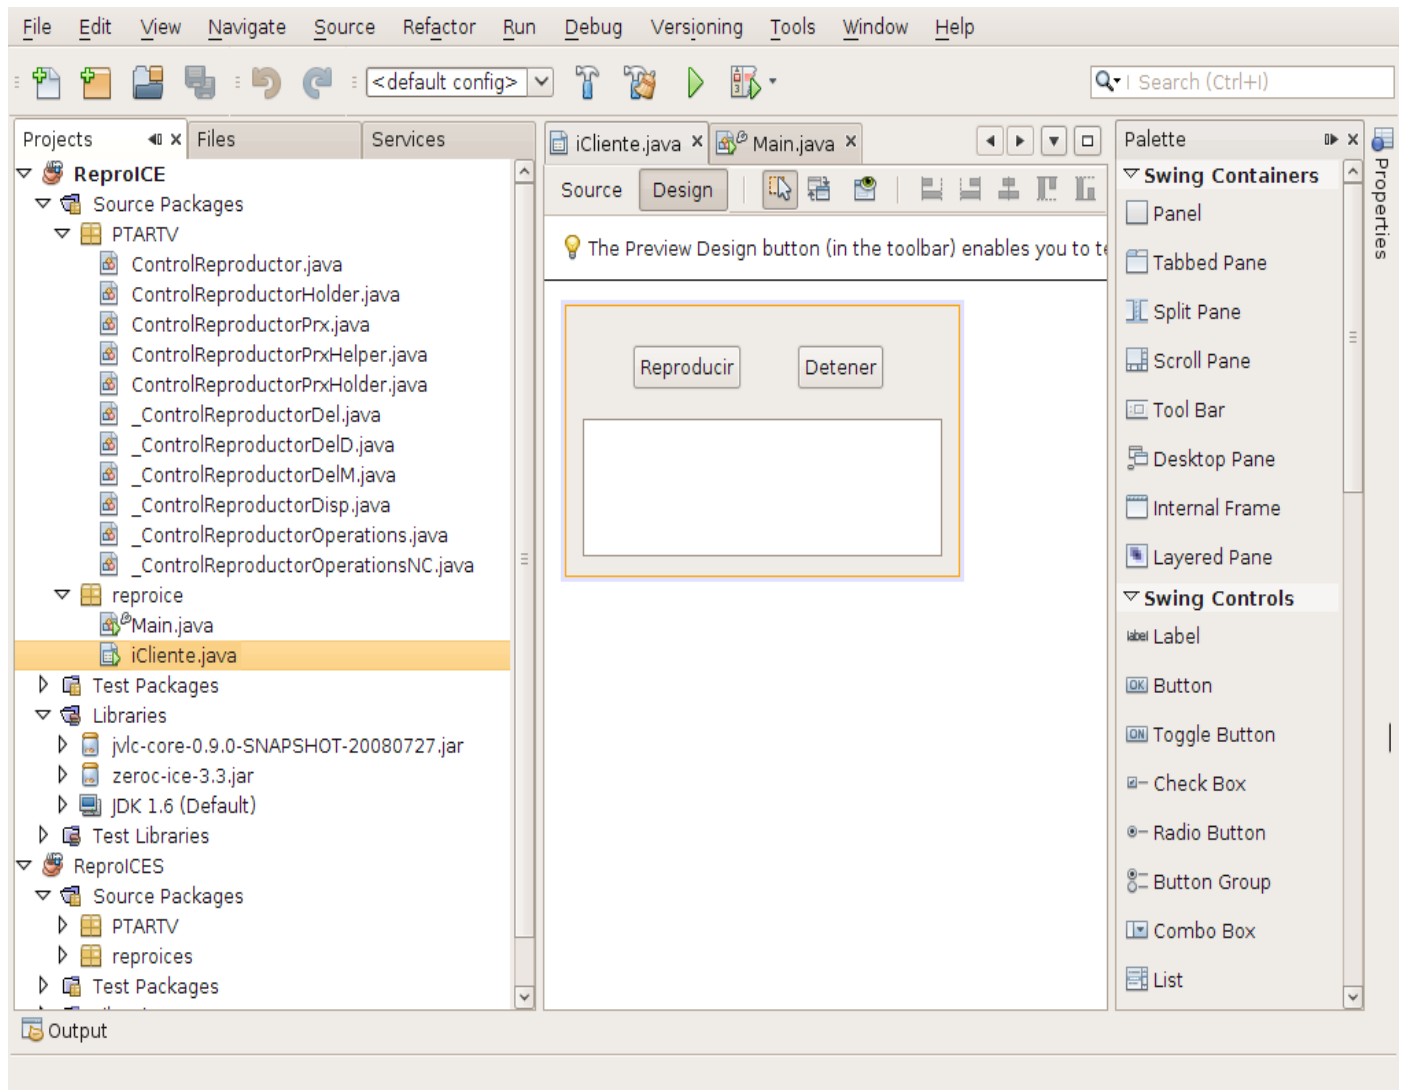 File Edit View Navigate Source Refactor Run Debug Versioning Tools Window Help
<default config>
Search (Ctrl+I)
Projects Files Services
ReproICE
Source Packages
PTARTV
ControlReproductor.java
ControlReproductorHolder.java
ControlReproductorPrx.java
ControlReproductorPrxHelper.java
ControlReproductorPrxHolder.java
_ControlReproductorDel.java
_ControlReproductorDelD.java
_ControlReproductorDelM.java
_ControlReproductorDisp.java
_ControlReproductorOperations.java
_ControlReproductorOperationsNC.java
reproice
Main.java
iCliente.java
Test Packages
Libraries
jvlc-core-0.9.0-SNAPSHOT-20080727.jar
zeroc-ice-3.3.jar
JDK 1.6 (Default)
Test Libraries
ReproICES
Source Packages
PTARTV
reproices
Test Packages
Output
iCliente.java Main.java
Source Design
The Preview Design button (in the toolbar) enables you to te
Reproducir Detener
Palette
Swing Containers
Panel
Tabbed Pane
Split Pane
Scroll Pane
Tool Bar
Desktop Pane
Internal Frame
Layered Pane
Swing Controls
label Label
OK Button
ON Toggle Button
Check Box
Radio Button
Button Group
Combo Box
List
Properties